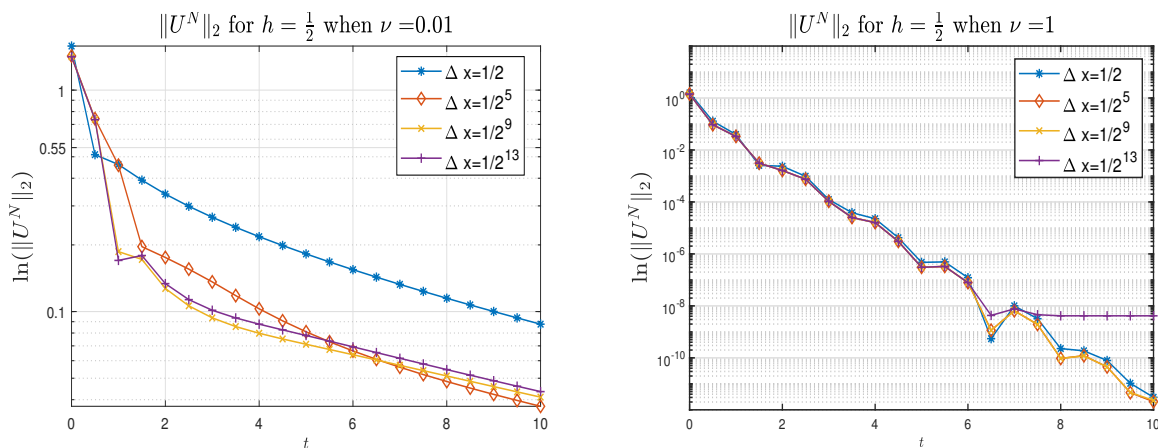 ‖U^N‖_2 for h = 1/2 when ν =0.01
ln(‖U^N‖_2)
1
0.55
0.1
0 2 4 6 8 10
t
Δ x=1/2
Δ x=1/2^5
Δ x=1/2^9
Δ x=1/2^13
‖U^N‖_2 for h = 1/2 when ν =1
ln(‖U^N‖_2)
10^0
10^-2
10^-4
10^-6
10^-8
10^-10
0 2 4 6 8 10
t
Δ x=1/2
Δ x=1/2^5
Δ x=1/2^9
Δ x=1/2^13